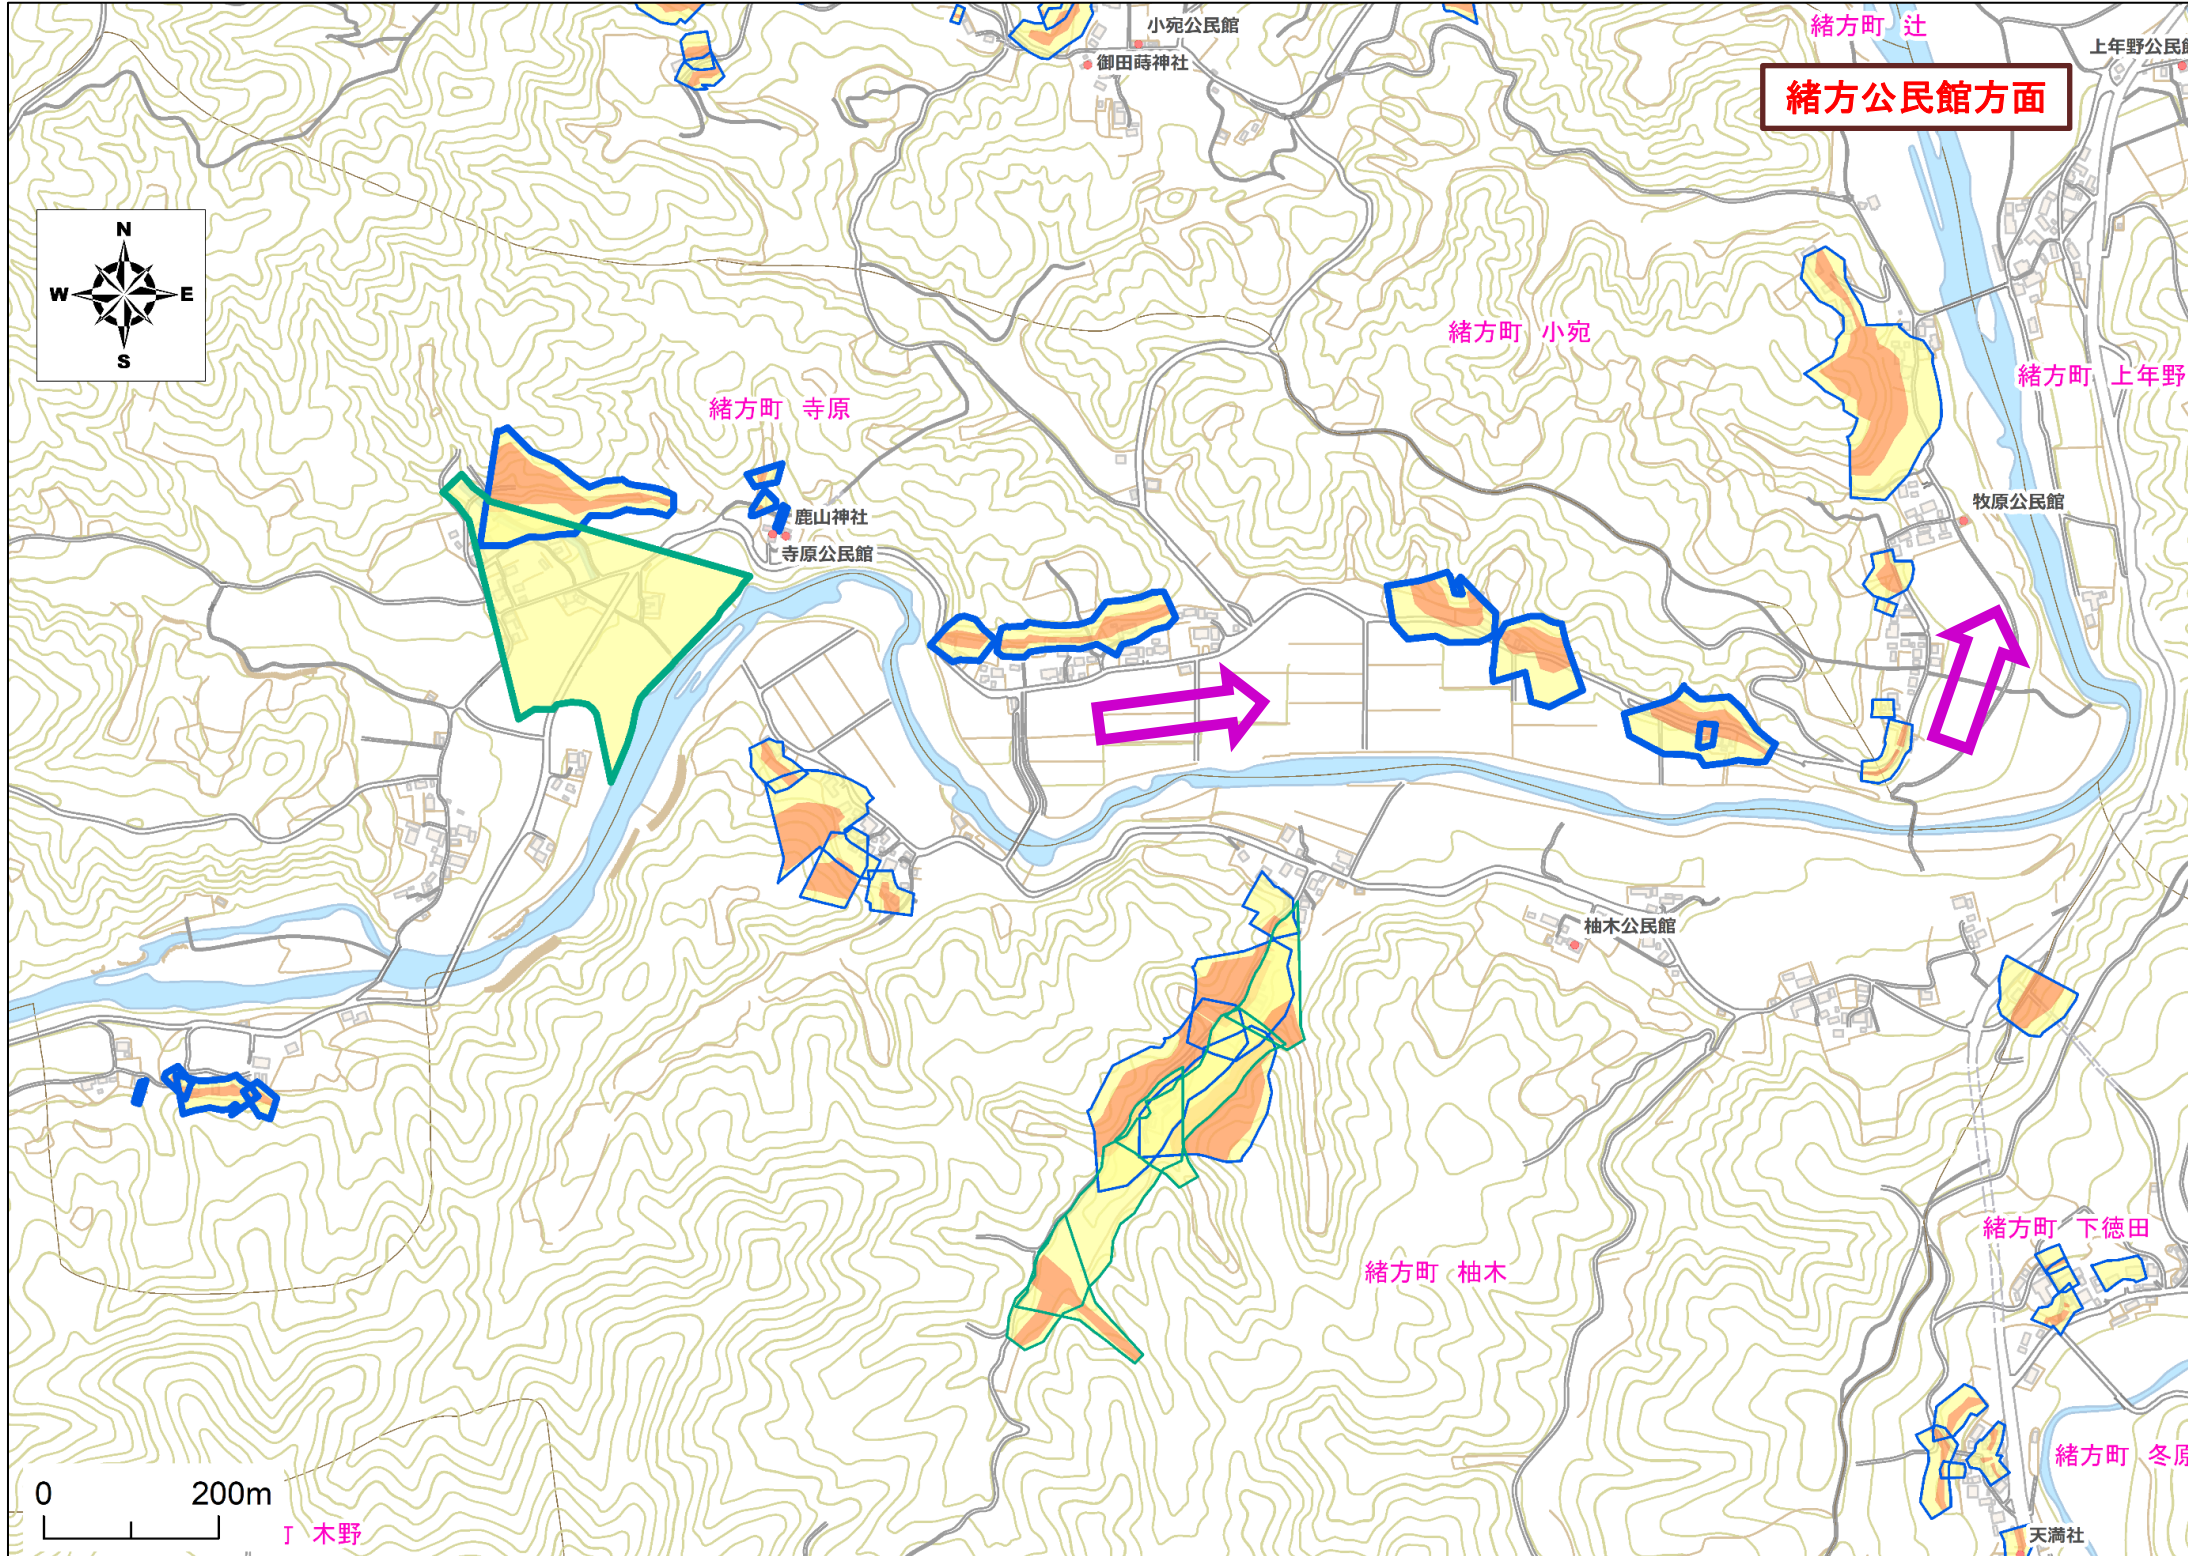 小宛公民館
緒方町 辻
上年野公民館
御田蒔神社
緒方公民館方面
N
W E
S
緒方町 小宛
緒方町 上年野
緒方町 寺原
牧原公民館
鹿山神社
寺原公民館
柚木公民館
緒方町 下徳田
緒方町 柚木
緒方町 冬原
0 200m
町 木野
天満社